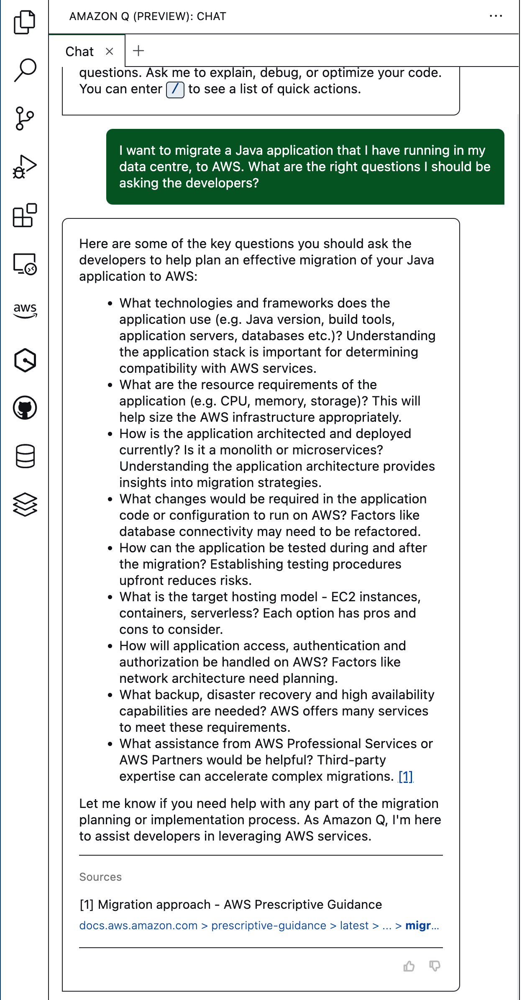 AMAZON Q (PREVIEW): CHAT
Chat
questions. Ask me to explain, debug, or optimize your code.
You can enter / to see a list of quick actions.
I want to migrate a Java application that I have running in my
data centre, to AWS. What are the right questions I should be
asking the developers?
Here are some of the key questions you should ask the
developers to help plan an effective migration of your Java
application to AWS:
• What technologies and frameworks does the
application use (e.g. Java version, build tools,
application servers, databases etc.)? Understanding
the application stack is important for determining
compatibility with AWS services.
• What are the resource requirements of the
application (e.g. CPU, memory, storage)? This will
help size the AWS infrastructure appropriately.
• How is the application architected and deployed
currently? Is it a monolith or microservices?
Understanding the application architecture provides
insights into migration strategies.
• What changes would be required in the application
code or configuration to run on AWS? Factors like
database connectivity may need to be refactored.
• How can the application be tested during and after
the migration? Establishing testing procedures
upfront reduces risks.
• What is the target hosting model - EC2 instances,
containers, serverless? Each option has pros and
cons to consider.
• How will application access, authentication and
authorization be handled on AWS? Factors like
network architecture need planning.
• What backup, disaster recovery and high availability
capabilities are needed? AWS offers many services
to meet these requirements.
• What assistance from AWS Professional Services or
AWS Partners would be helpful? Third-party
expertise can accelerate complex migrations. [1]
Let me know if you need help with any part of the migration
planning or implementation process. As Amazon Q, I'm here
to assist developers in leveraging AWS services.
Sources
[1] Migration approach - AWS Prescriptive Guidance
docs.aws.amazon.com > prescriptive-guidance > latest > ... > migr...
aws